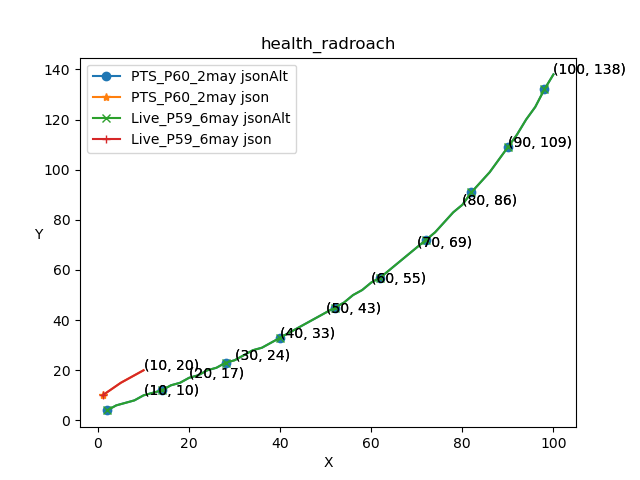 health_radroach
PTS_P60_2may jsonAlt
PTS_P60_2may json
Live_P59_6may jsonAlt
Live_P59_6may json
(100, 138)
(90, 109)
(80, 86)
(70, 69)
(60, 55)
(50, 43)
(40, 33)
(30, 24)
(10, 20)
(20, 17)
(10, 10)
Y
140
120
100
80
60
40
20
0
0 20 40 60 80 100
X